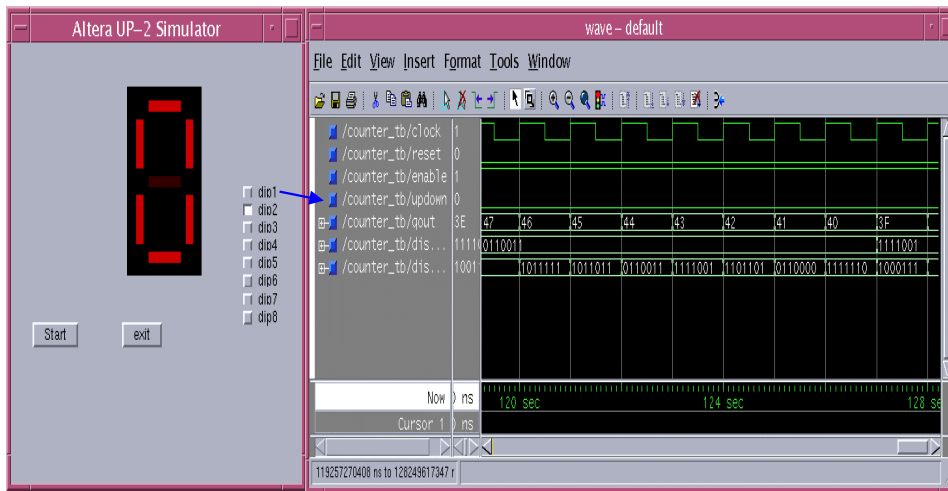 Altera UP-2 Simulator
dip1
dip2
dip3
dip4
dip5
dip6
dip7
dip8
Start exit
wave - default
File Edit View Insert Format Tools Window
/counter_tb/clock 1
/counter_tb/reset 0
/counter_tb/enable 1
/counter_tb/updown 0
/counter_tb/qout 3E 47 46 45 44 43 42 41 40 3F
/counter_tb/dis... 1111 0110011 1111001
/counter_tb/dis... 1001 1011111 1011011 0110011 1111001 1101101 0110000 1111110 1000111
Now ns 120 sec 124 sec 128 se
Cursor 1 ns
119257270408 ns to 128249617347 r